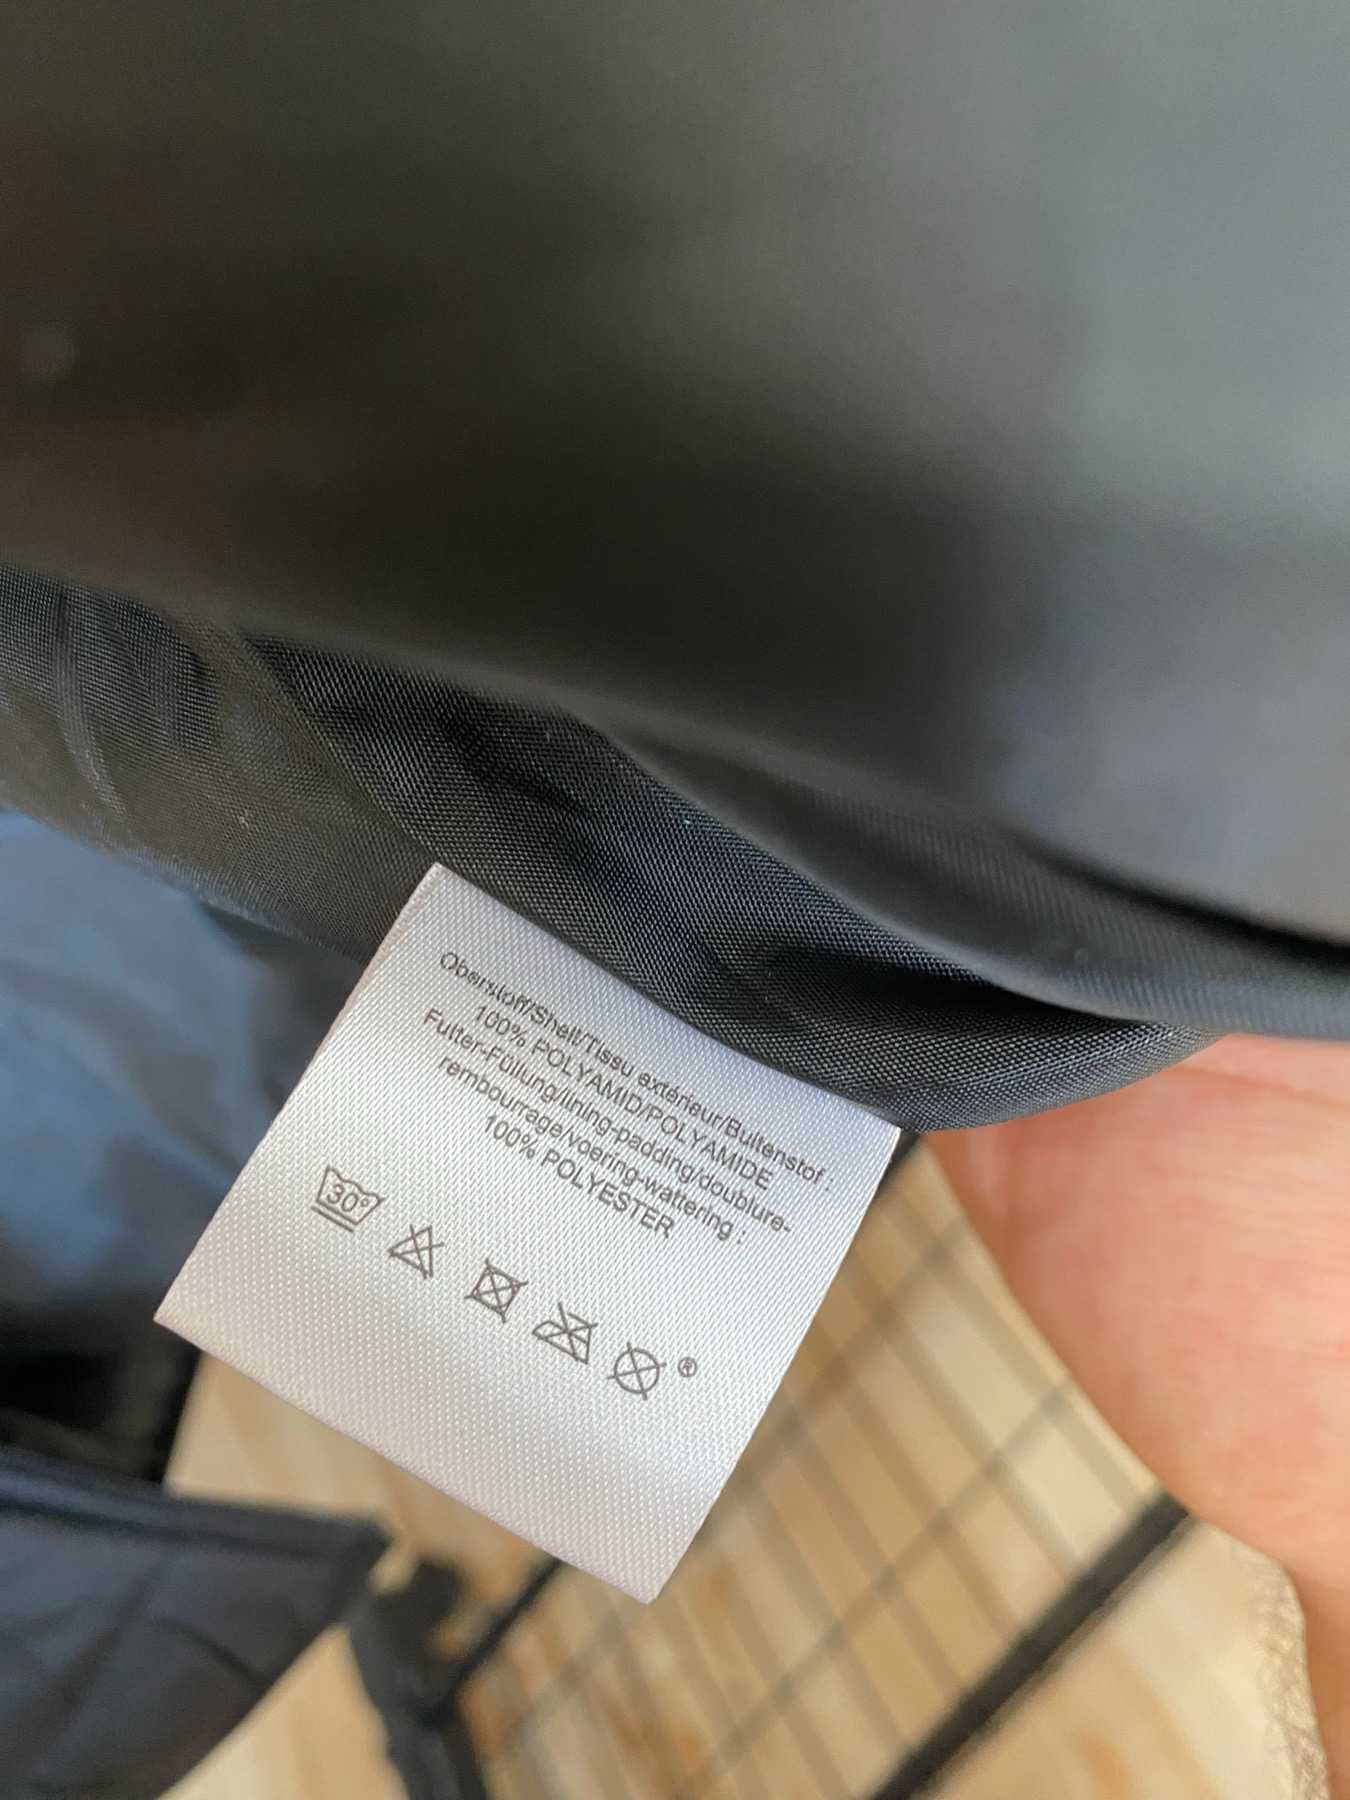 Oberstoff/Shell/Tissu extérieur/Buitenstof :
100% POLYAMID/POLYAMIDE
Futter-Füllung/lining-padding/doublure-
rembourrage/voering-wattering :
100% POLYESTER
30°
®